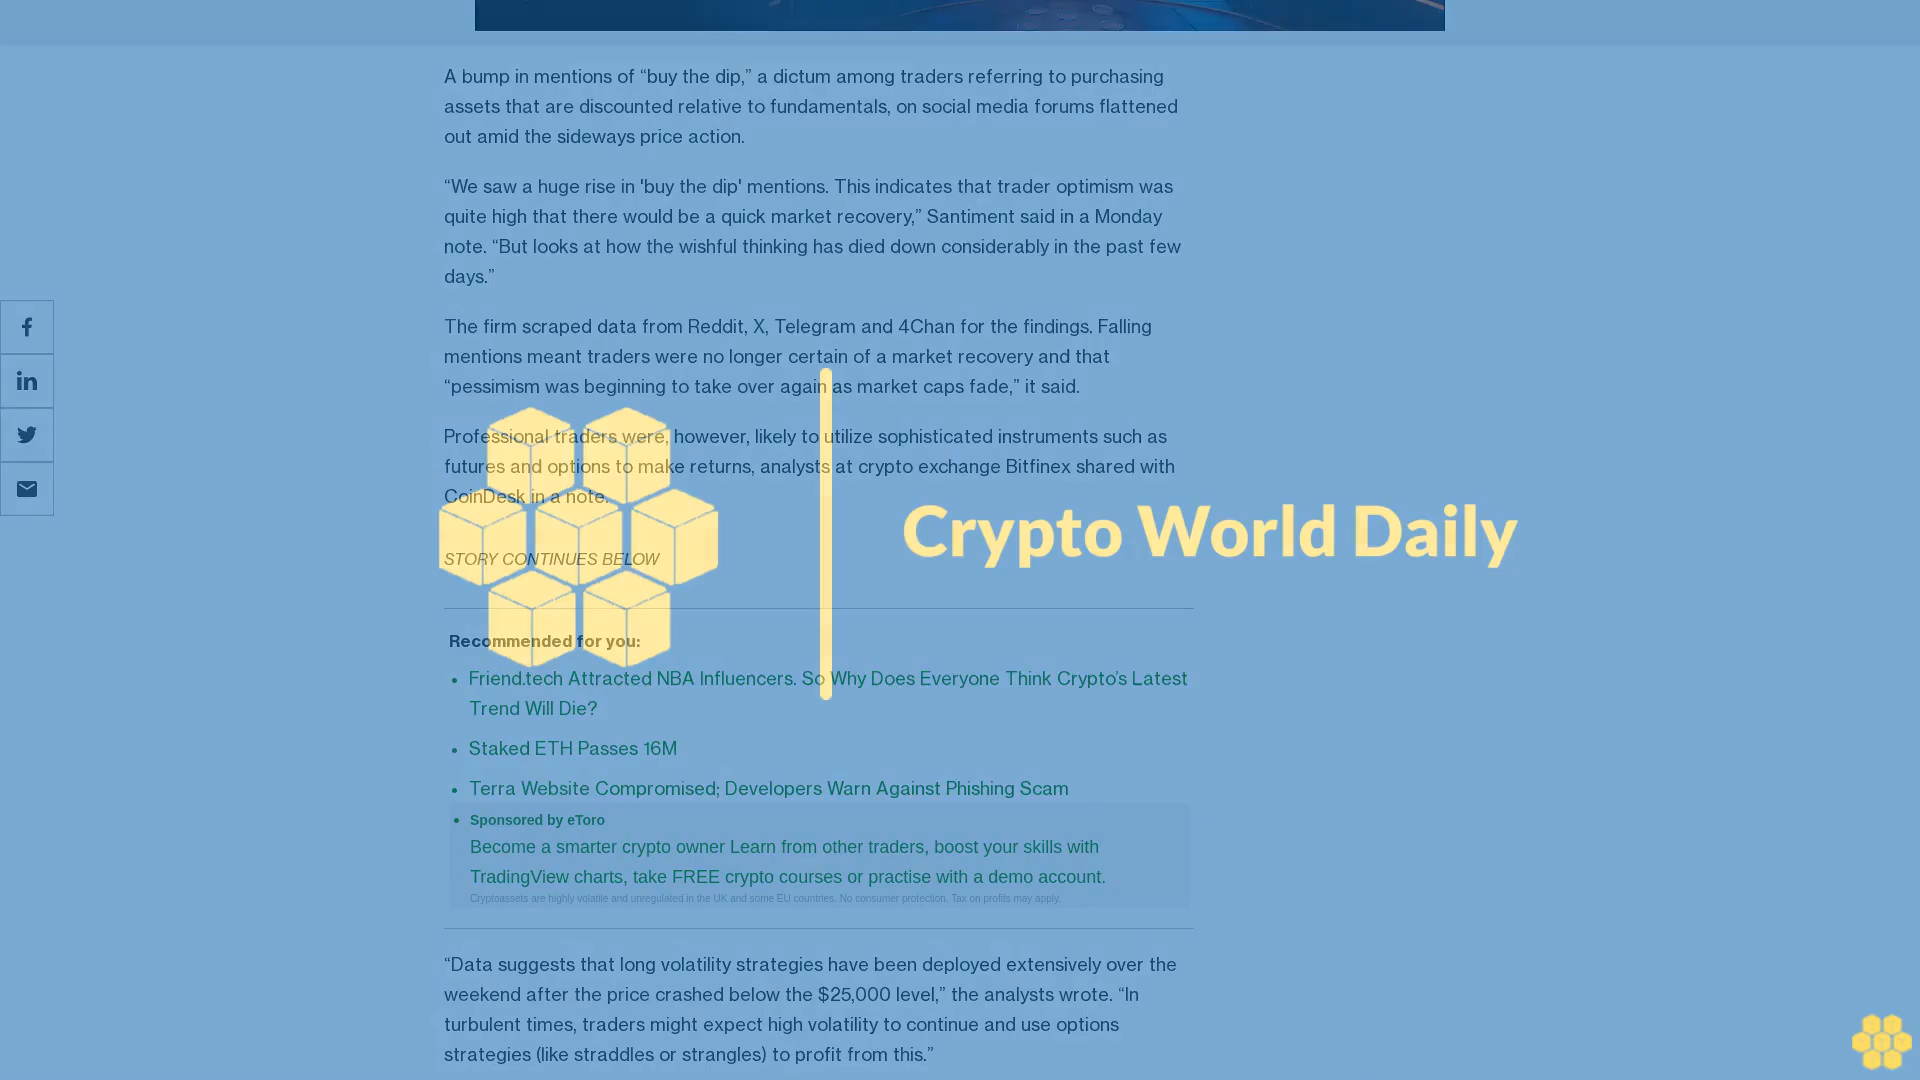 A bump in mentions of “buy the dip,” a dictum among traders referring to purchasing
assets that are discounted relative to fundamentals, on social media forums flattened
out amid the sideways price action.
“We saw a huge rise in 'buy the dip' mentions. This indicates that trader optimism was
quite high that there would be a quick market recovery,” Santiment said in a Monday
note. “But looks at how the wishful thinking has died down considerably in the past few
days.”
The firm scraped data from Reddit, X, Telegram and 4Chan for the findings. Falling
mentions meant traders were no longer certain of a market recovery and that
“pessimism was beginning to take over again as market caps fade,” it said.
Professional traders were, however, likely to utilize sophisticated instruments such as
futures and options to make returns, analysts at crypto exchange Bitfinex shared with
CoinDesk in a note.
Crypto World Daily
STORY CONTINUES BELOW
Recommended for you:
• Friend.tech Attracted NBA Influencers. So Why Does Everyone Think Crypto’s Latest
Trend Will Die?
• Staked ETH Passes 16M
• Terra Website Compromised; Developers Warn Against Phishing Scam
• Sponsored by eToro
Become a smarter crypto owner Learn from other traders, boost your skills with
TradingView charts, take FREE crypto courses or practise with a demo account.
Cryptoassets are highly volatile and unregulated in the UK and some EU countries. No consumer protection. Tax on profits may apply.
“Data suggests that long volatility strategies have been deployed extensively over the
weekend after the price crashed below the $25,000 level,” the analysts wrote. “In
turbulent times, traders might expect high volatility to continue and use options
strategies (like straddles or strangles) to profit from this.”